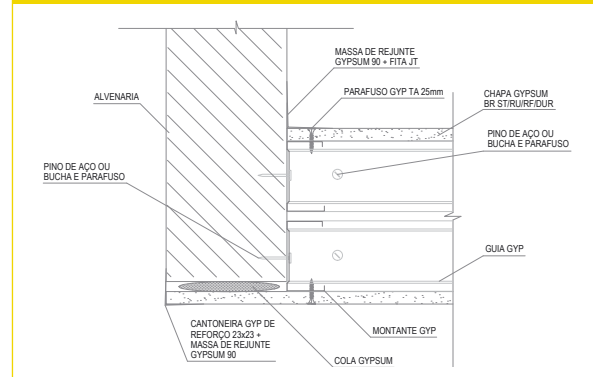 MASSA DE REJUNTE
GYPSUM 90 + FITA JT
ALVENARIA
PARAFUSO GYP TA 25mm
CHAPA GYPSUM
BR ST/RU/RF/DUR
PINO DE AÇO OU
BUCHA E PARAFUSO
PINO DE AÇO OU
BUCHA E PARAFUSO
GUIA GYP
CANTONEIRA GYP DE
REFORÇO 23x23 +
MASSA DE REJUNTE
GYPSUM 90
MONTANTE GYP
COLA GYPSUM